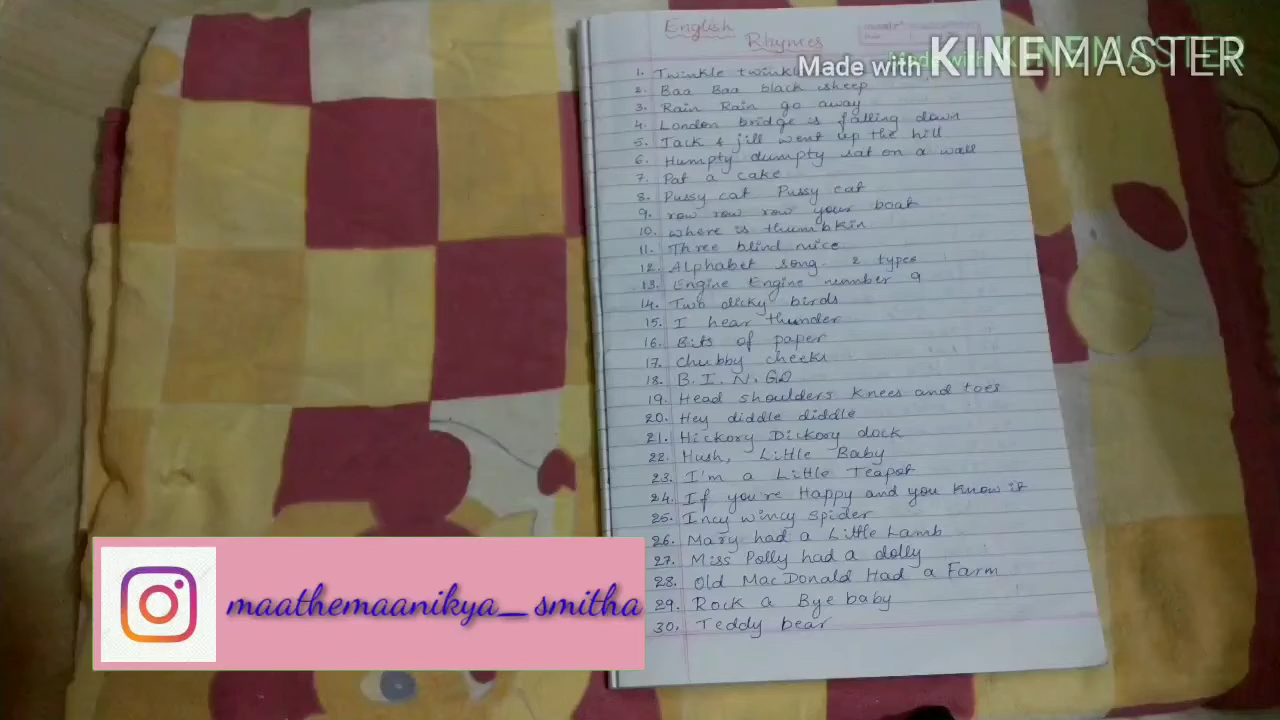 English
Rhymes
Made with KINEMASTER
1. Twinkle twinkle
2. Baa Baa black sheep
3. Rain Rain go away
4. London bridge is falling down
5. Jack & jill went up the hill
6. Humpty dumpty sat on a wall
7. Pat a cake
8. Pussy cat Pussy cat
9. row row row your boat
10. where is thumbkin
11. Three blind mice
12. Alphabet song - 2 types
13. Engine Engine number 9
14. Two dicky birds
15. I hear thunder
16. Bits of paper
17. Chubby cheeks
18. B. I. N. GO
19. Head shoulders knees and toes
20. Hey diddle diddle
21. Hickory Dickory dock
22. Hush, Little Baby
23. I'm a Little Teapot
24. If you're Happy and you know it
25. Incy wincy spider
26. Mary had a Little Lamb
27. Miss Polly had a dolly
28. Old MacDonald Had a Farm
29. Rock a Bye baby
30. Teddy bear
maathemaanikya_smitha